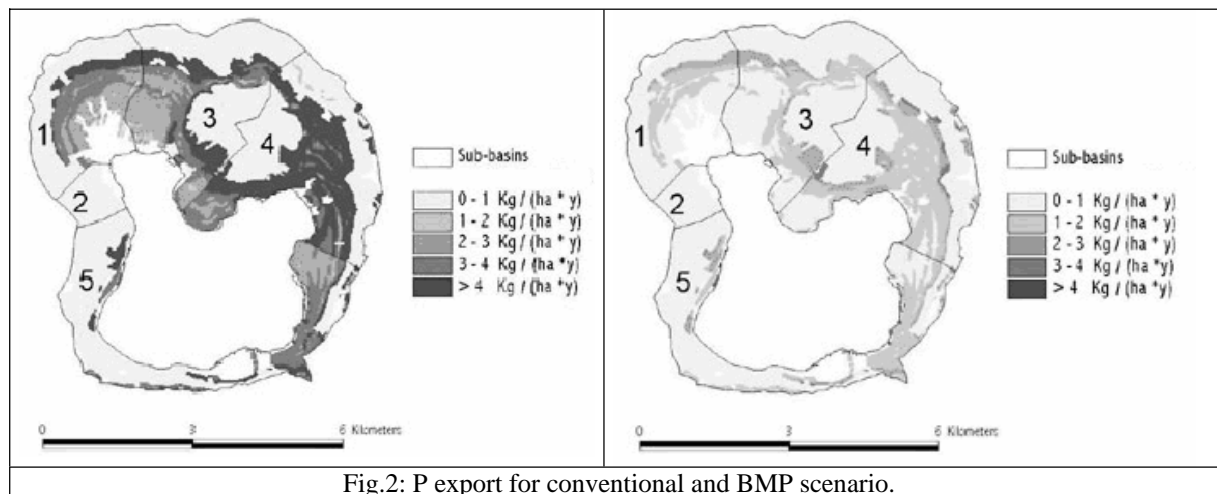 1
2
3
4
5
Sub-basins
0 - 1 Kg / (ha * y)
1 - 2 Kg / (ha * y)
2 - 3 Kg / (ha * y)
3 - 4 Kg / (ha *y)
> 4 Kg / (ha *y)
0 3 6 Kilometers
1
2
3
4
5
Sub-basins
0 - 1 Kg / (ha * y)
1 - 2 Kg / (ha * y)
2 - 3 Kg / (ha * y)
3 - 4 Kg / (ha *y)
> 4 Kg / (ha *y)
0 3 6 Kilometers
Fig.2: P export for conventional and BMP scenario.